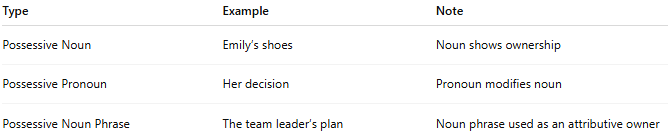 Type Example Note
Possessive Noun Emily's shoes Noun shows ownership
Possessive Pronoun Her decision Pronoun modifies noun
Possessive Noun Phrase The team leader's plan Noun phrase used as an attributive owner